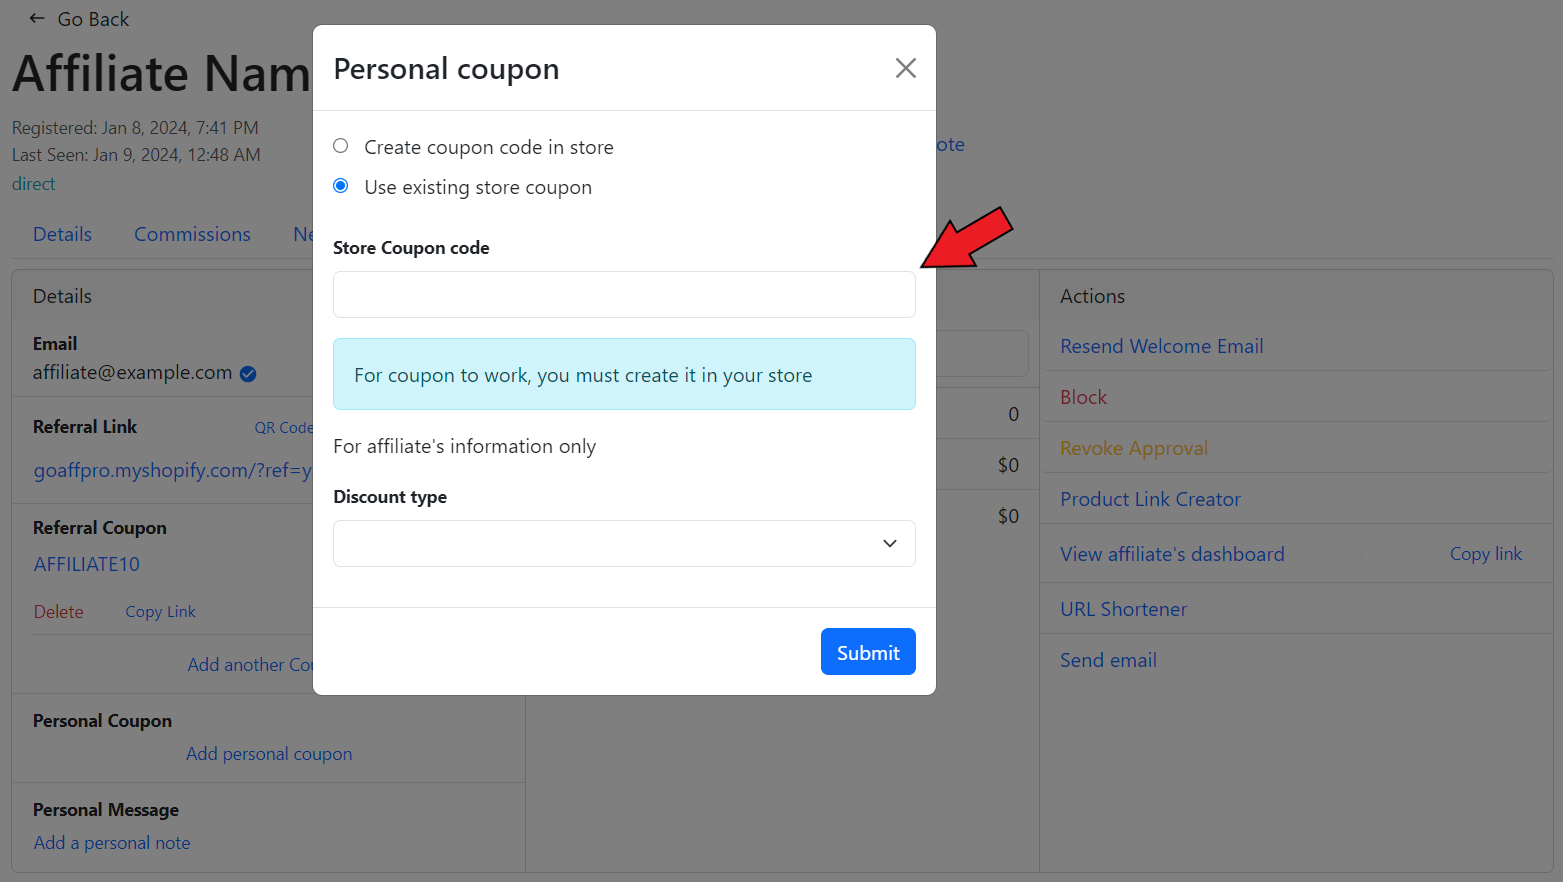 Go Back
Affiliate Nam
Registered: Jan 8, 2024, 7:41 PM
Last Seen: Jan 9, 2024, 12:48 AM
direct
Details
Commissions
Ne
Details
Email
affiliate@example.com
Referral Link
QR Code
goaffpro.myshopify.com/?ref=y
Referral Coupon
AFFILIATE10
Delete
Copy Link
Add another Cou
Personal Coupon
Add personal coupon
Personal Message
Add a personal note
Personal coupon
Create coupon code in store
Use existing store coupon
Store Coupon code
For coupon to work, you must create it in your store
For affiliate's information only
Discount type
Submit
ote
0
$0
$0
Actions
Resend Welcome Email
Block
Revoke Approval
Product Link Creator
View affiliate's dashboard
Copy link
URL Shortener
Send email